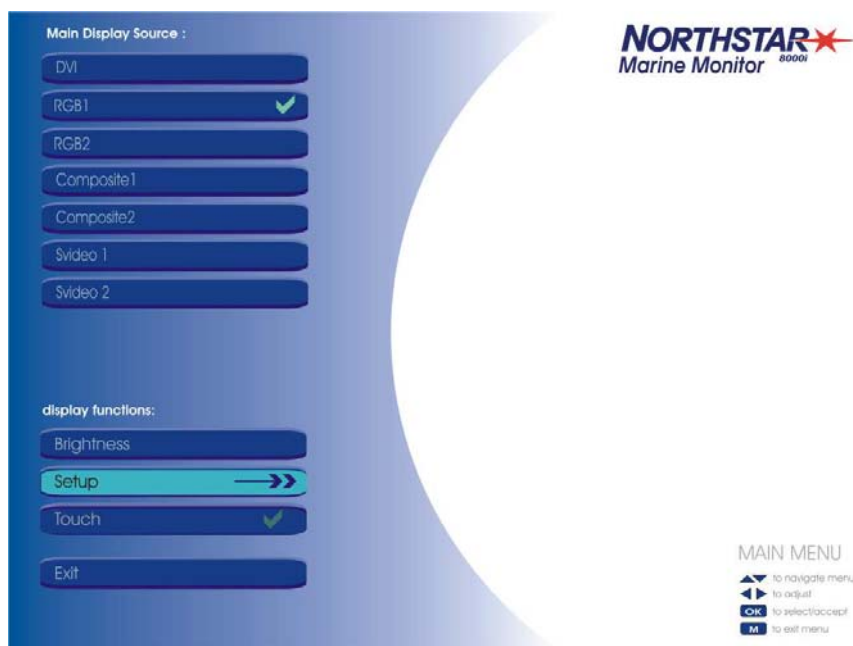 Main Display Source :
DVI
RGB1
RGB2
Composite1
Composite2
Svideo 1
Svideo 2
display functions:
Brightness
Setup
Touch
Exit
NORTHSTAR
8000i
Marine Monitor
MAIN MENU
to navigate menu
to adjust
OK to select/accept
M to exit menu